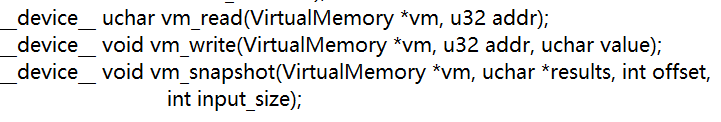 __device__ uchar vm_read(VirtualMemory *vm, u32 addr);
__device__ void vm_write(VirtualMemory *vm, u32 addr, uchar value);
__device__ void vm_snapshot(VirtualMemory *vm, uchar *results, int offset,
int input_size);